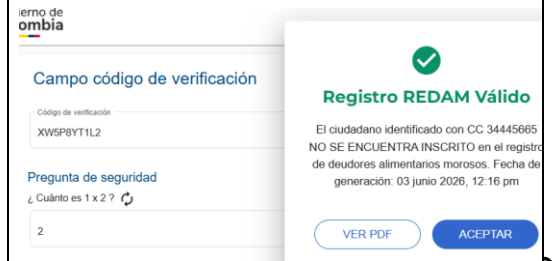 ierno de
ombia
Campo código de verificación
Código de verificación
XW5P8YT1L2
Pregunta de seguridad
¿ Cuánto es 1 x 2 ?
2
Registro REDAM Válido
El ciudadano identificado con CC 34445665
NO SE ENCUENTRA INSCRITO en el registro
de deudores alimentarios morosos. Fecha de
generación: 03 junio 2026, 12:16 pm
VER PDF
ACEPTAR